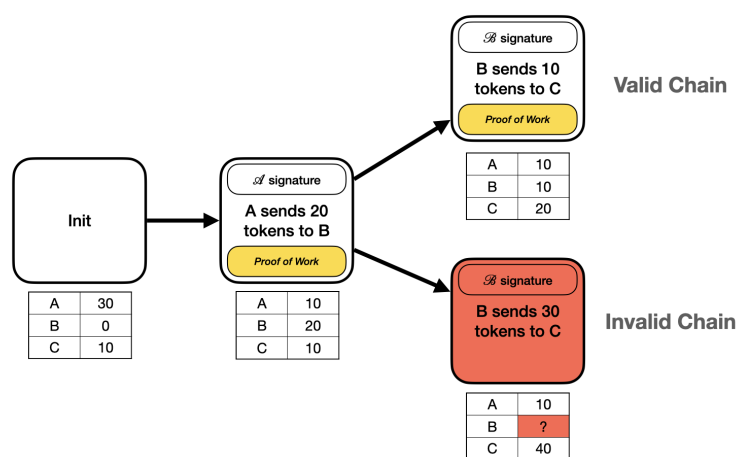 Init
A 30
B 0
C 10
𝒜 signature
A sends 20
tokens to B
Proof of Work
A 10
B 20
C 10
ℬ signature
B sends 10
tokens to C
Proof of Work
Valid Chain
A 10
B 10
C 20
ℬ signature
B sends 30
tokens to C
Invalid Chain
A 10
B ?
C 40